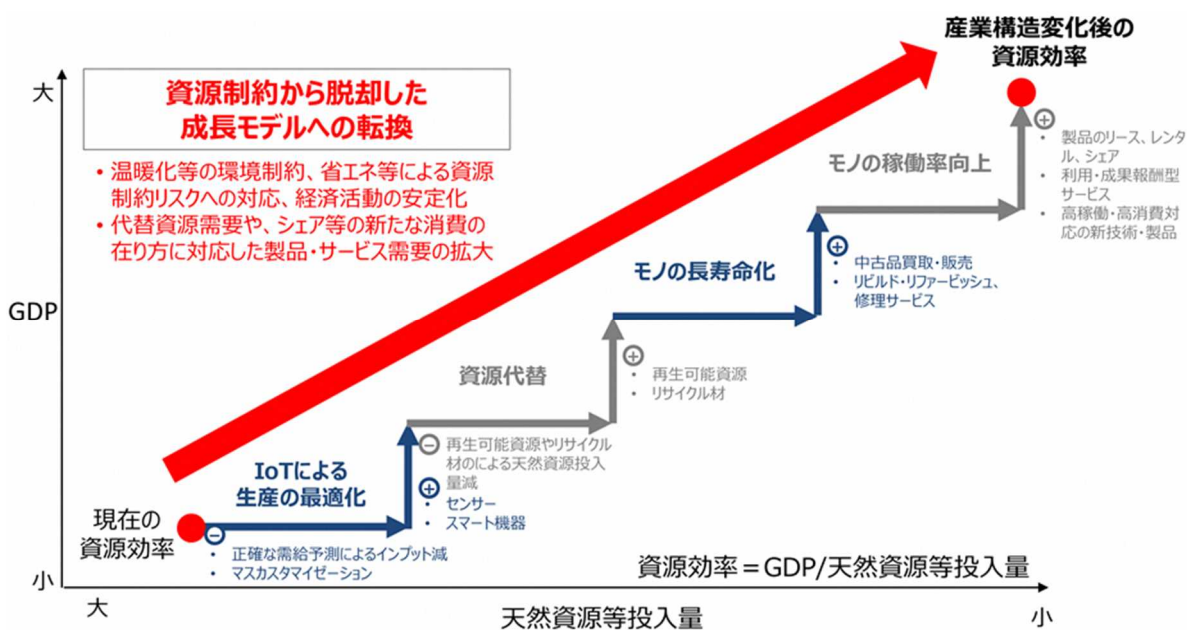 産業構造変化後の
資源効率
大
資源制約から脱却した
成長モデルへの転換
• 温暖化等の環境制約、省エネ等による資源
制約リスクへの対応、経済活動の安定化
• 代替資源需要や、シェア等の新たな消費の
在り方に対応した製品・サービス需要の拡大
モノの稼働率向上
+
• 製品のリース、レンタ
ル、シェア
• 利用・成果報酬型
サービス
• 高稼働・高消費対
応の新技術・製品
モノの長寿命化
+
• 中古品買取・販売
• リビルド・リファービッシュ、
修理サービス
GDP
資源代替
+
• 再生可能資源
• リサイクル材
− 再生可能資源やリサイクル
材のによる天然資源投入
量減
IoTによる
生産の最適化
+
• センサー
• スマート機器
現在の
資源効率
−
• 正確な需給予測によるインプット減
• マスカスタマイゼーション
資源効率＝GDP/天然資源等投入量
小
大
天然資源等投入量
小